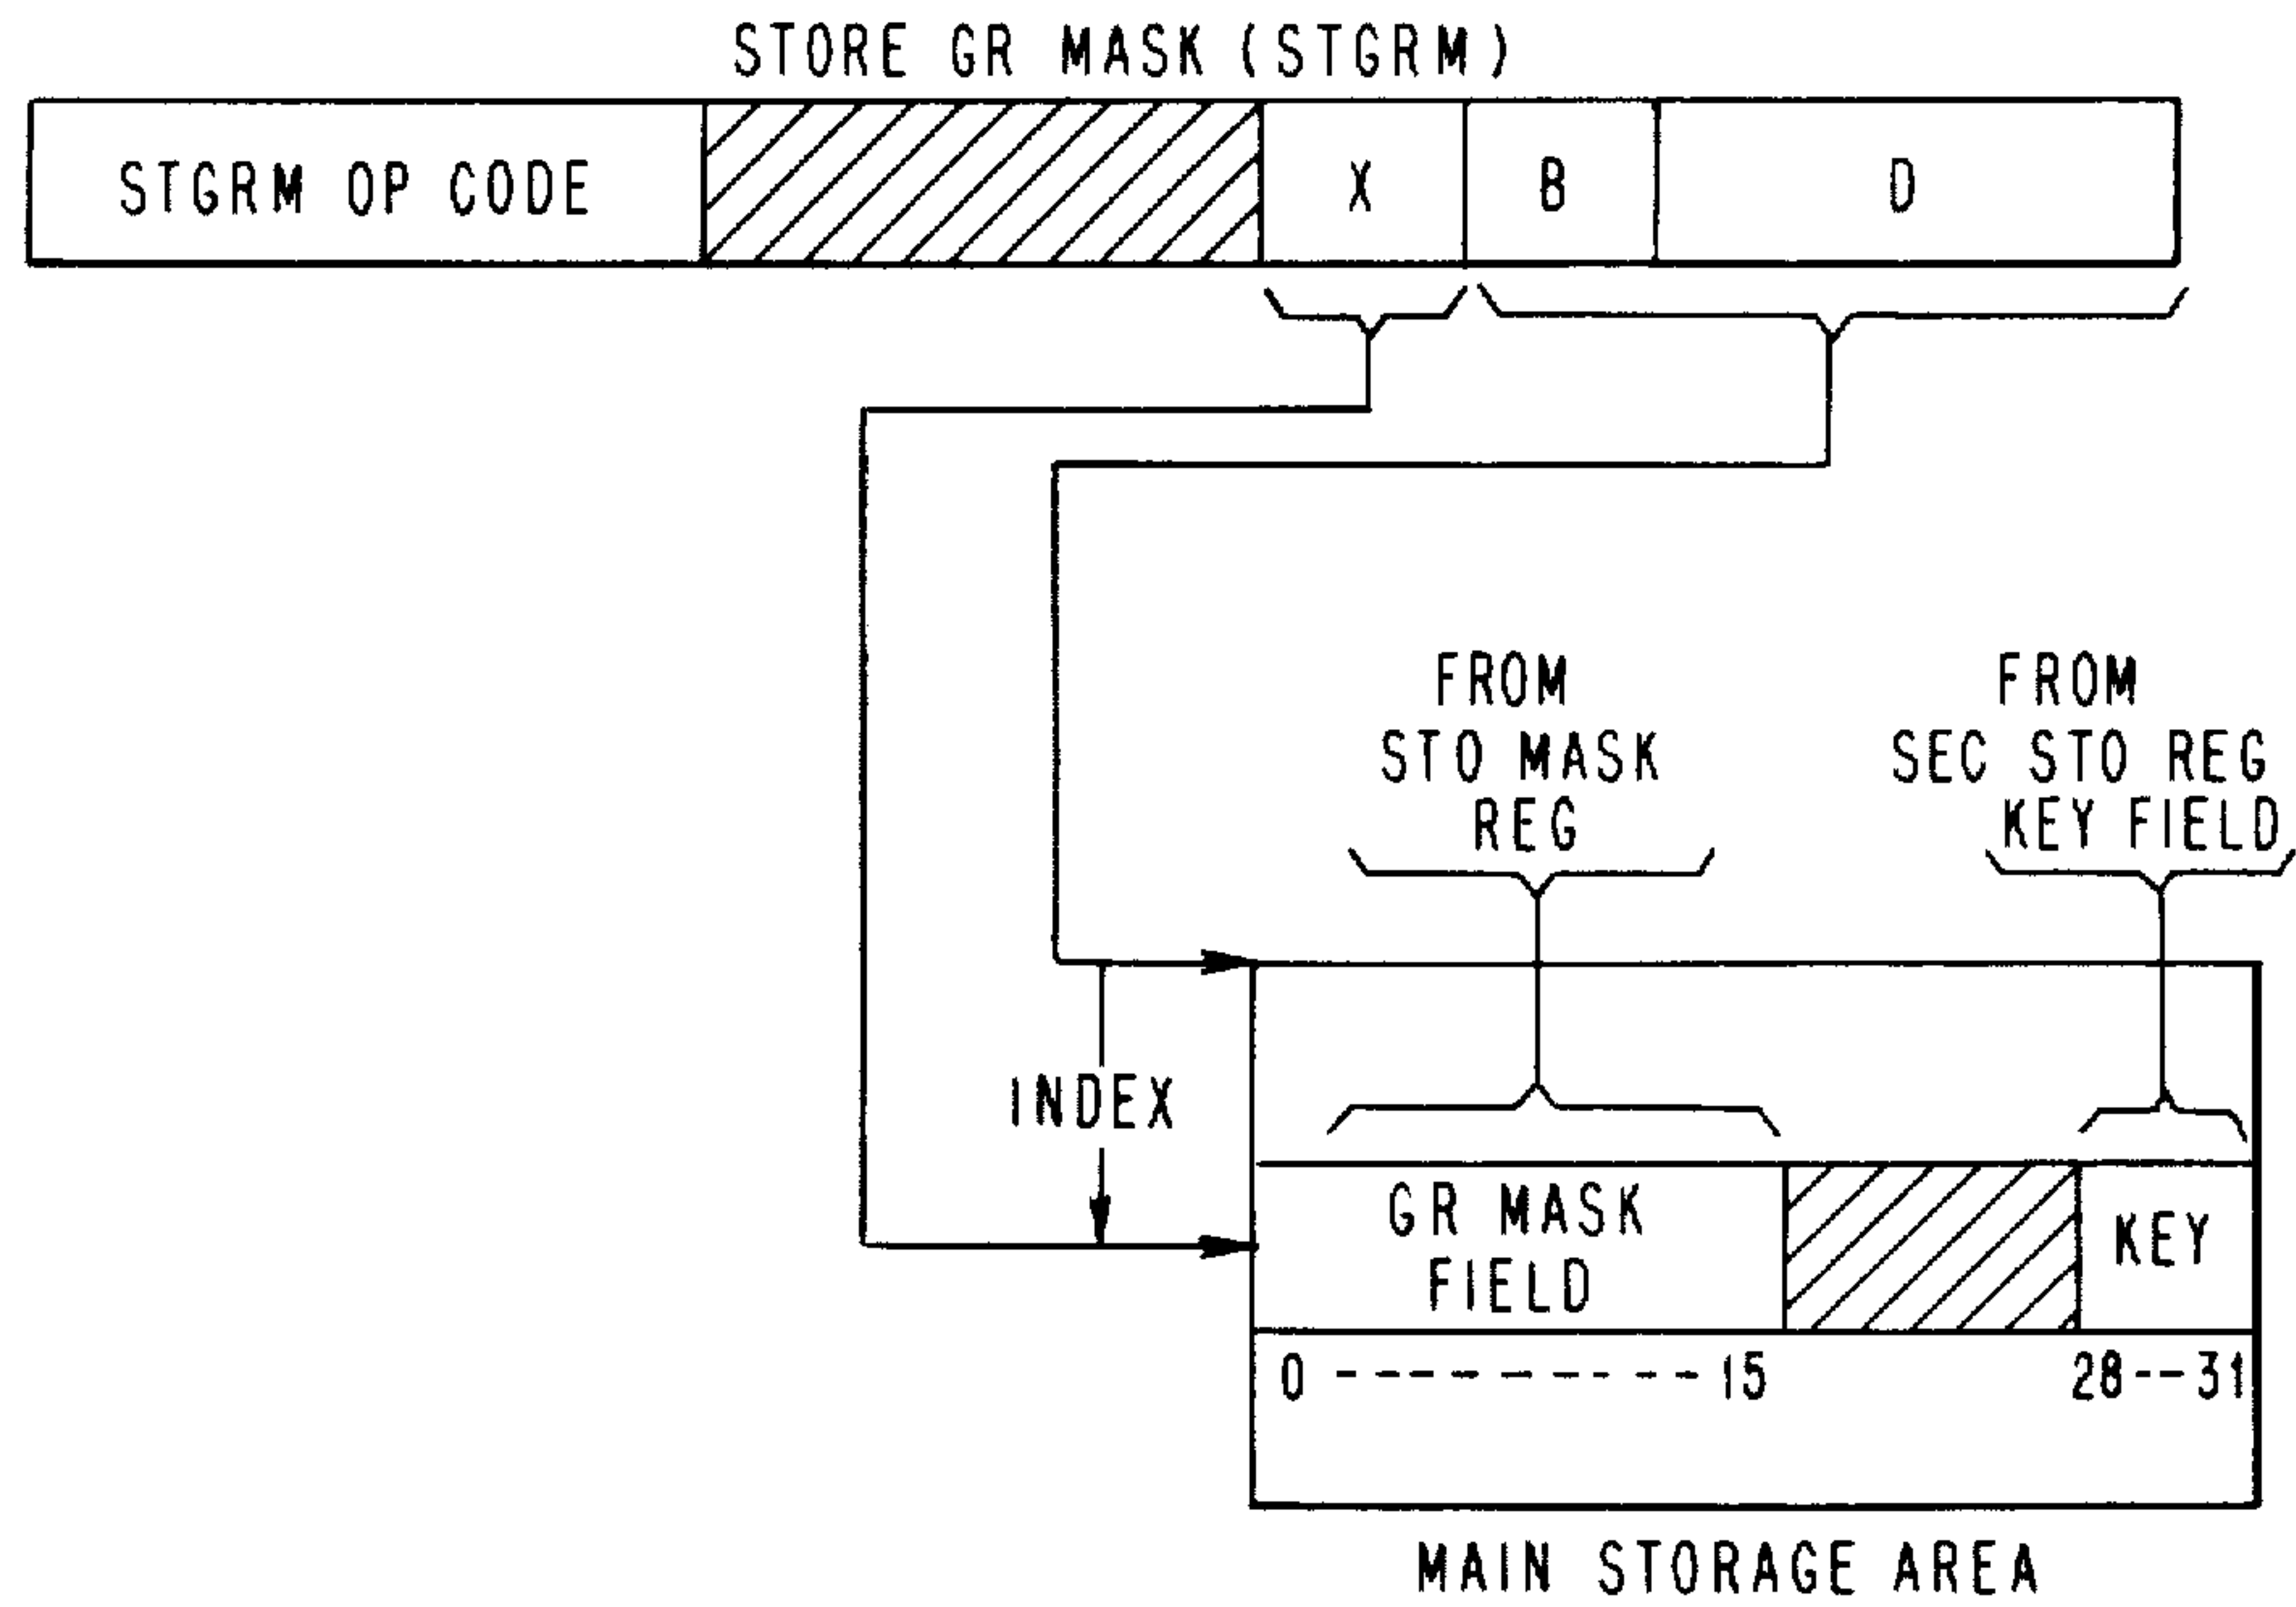 STORE GR MASK (STGRM)
STGRM OP CODE X B D
FROM FROM
STO MASK SEC STO REG
REG KEY FIELD
INDEX
GR MASK
FIELD KEY
0 --------- 15 28--31
MAIN STORAGE AREA